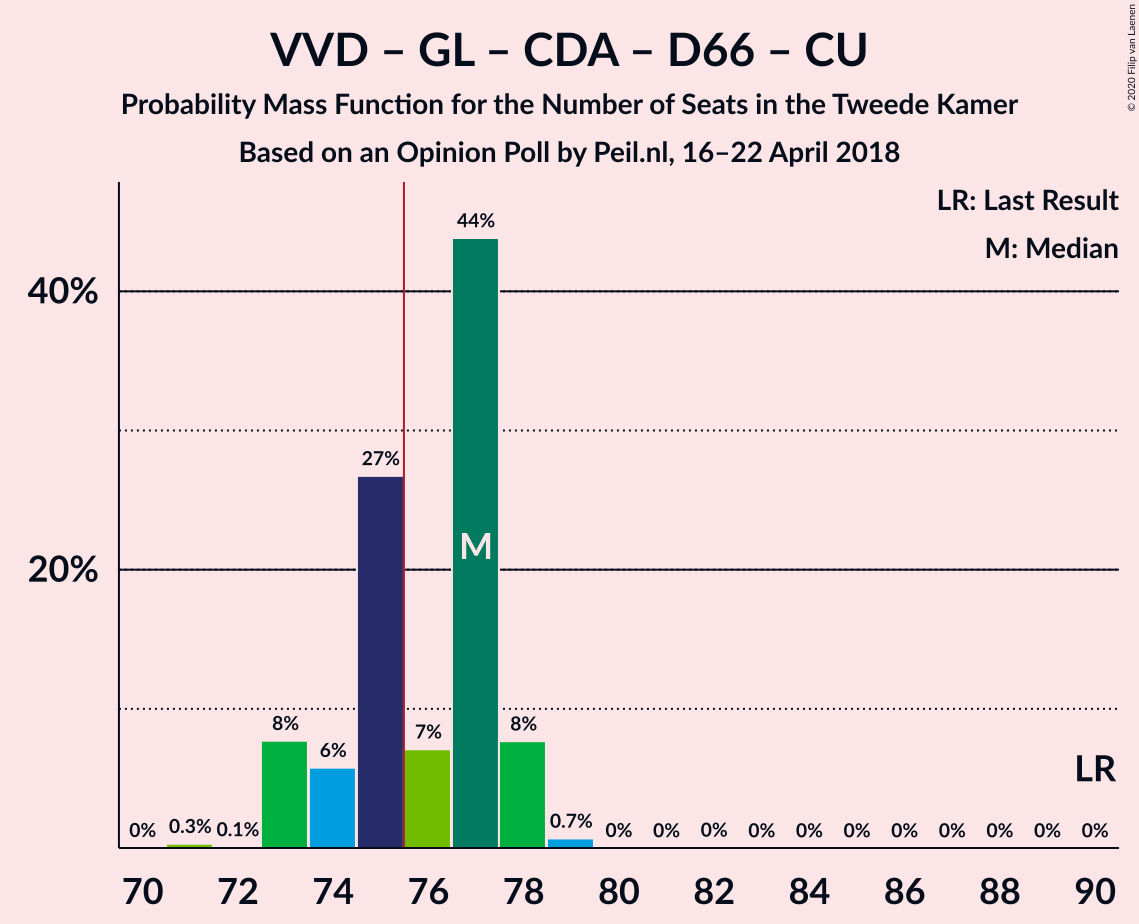 VVD – GL – CDA – D66 – CU
Probability Mass Function for the Number of Seats in the Tweede Kamer
Based on an Opinion Poll by Peil.nl, 16–22 April 2018
© 2020 Filip van Laenen
LR: Last Result
M: Median
44%
40%
27%
M
20%
8% 6% 7% 8%
LR
0% 0.3% 0.1% 0.7% 0% 0% 0% 0% 0% 0% 0% 0% 0% 0% 0%
70 72 74 76 78 80 82 84 86 88 90